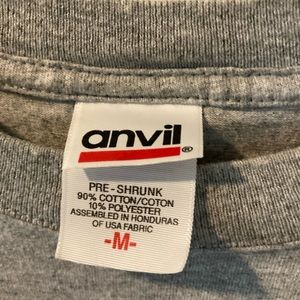 anvil®
PRE-SHRUNK
90% COTTON/COTON
10% POLYESTER
ASSEMBLED IN HONDURAS
OF USA FABRIC
-M-